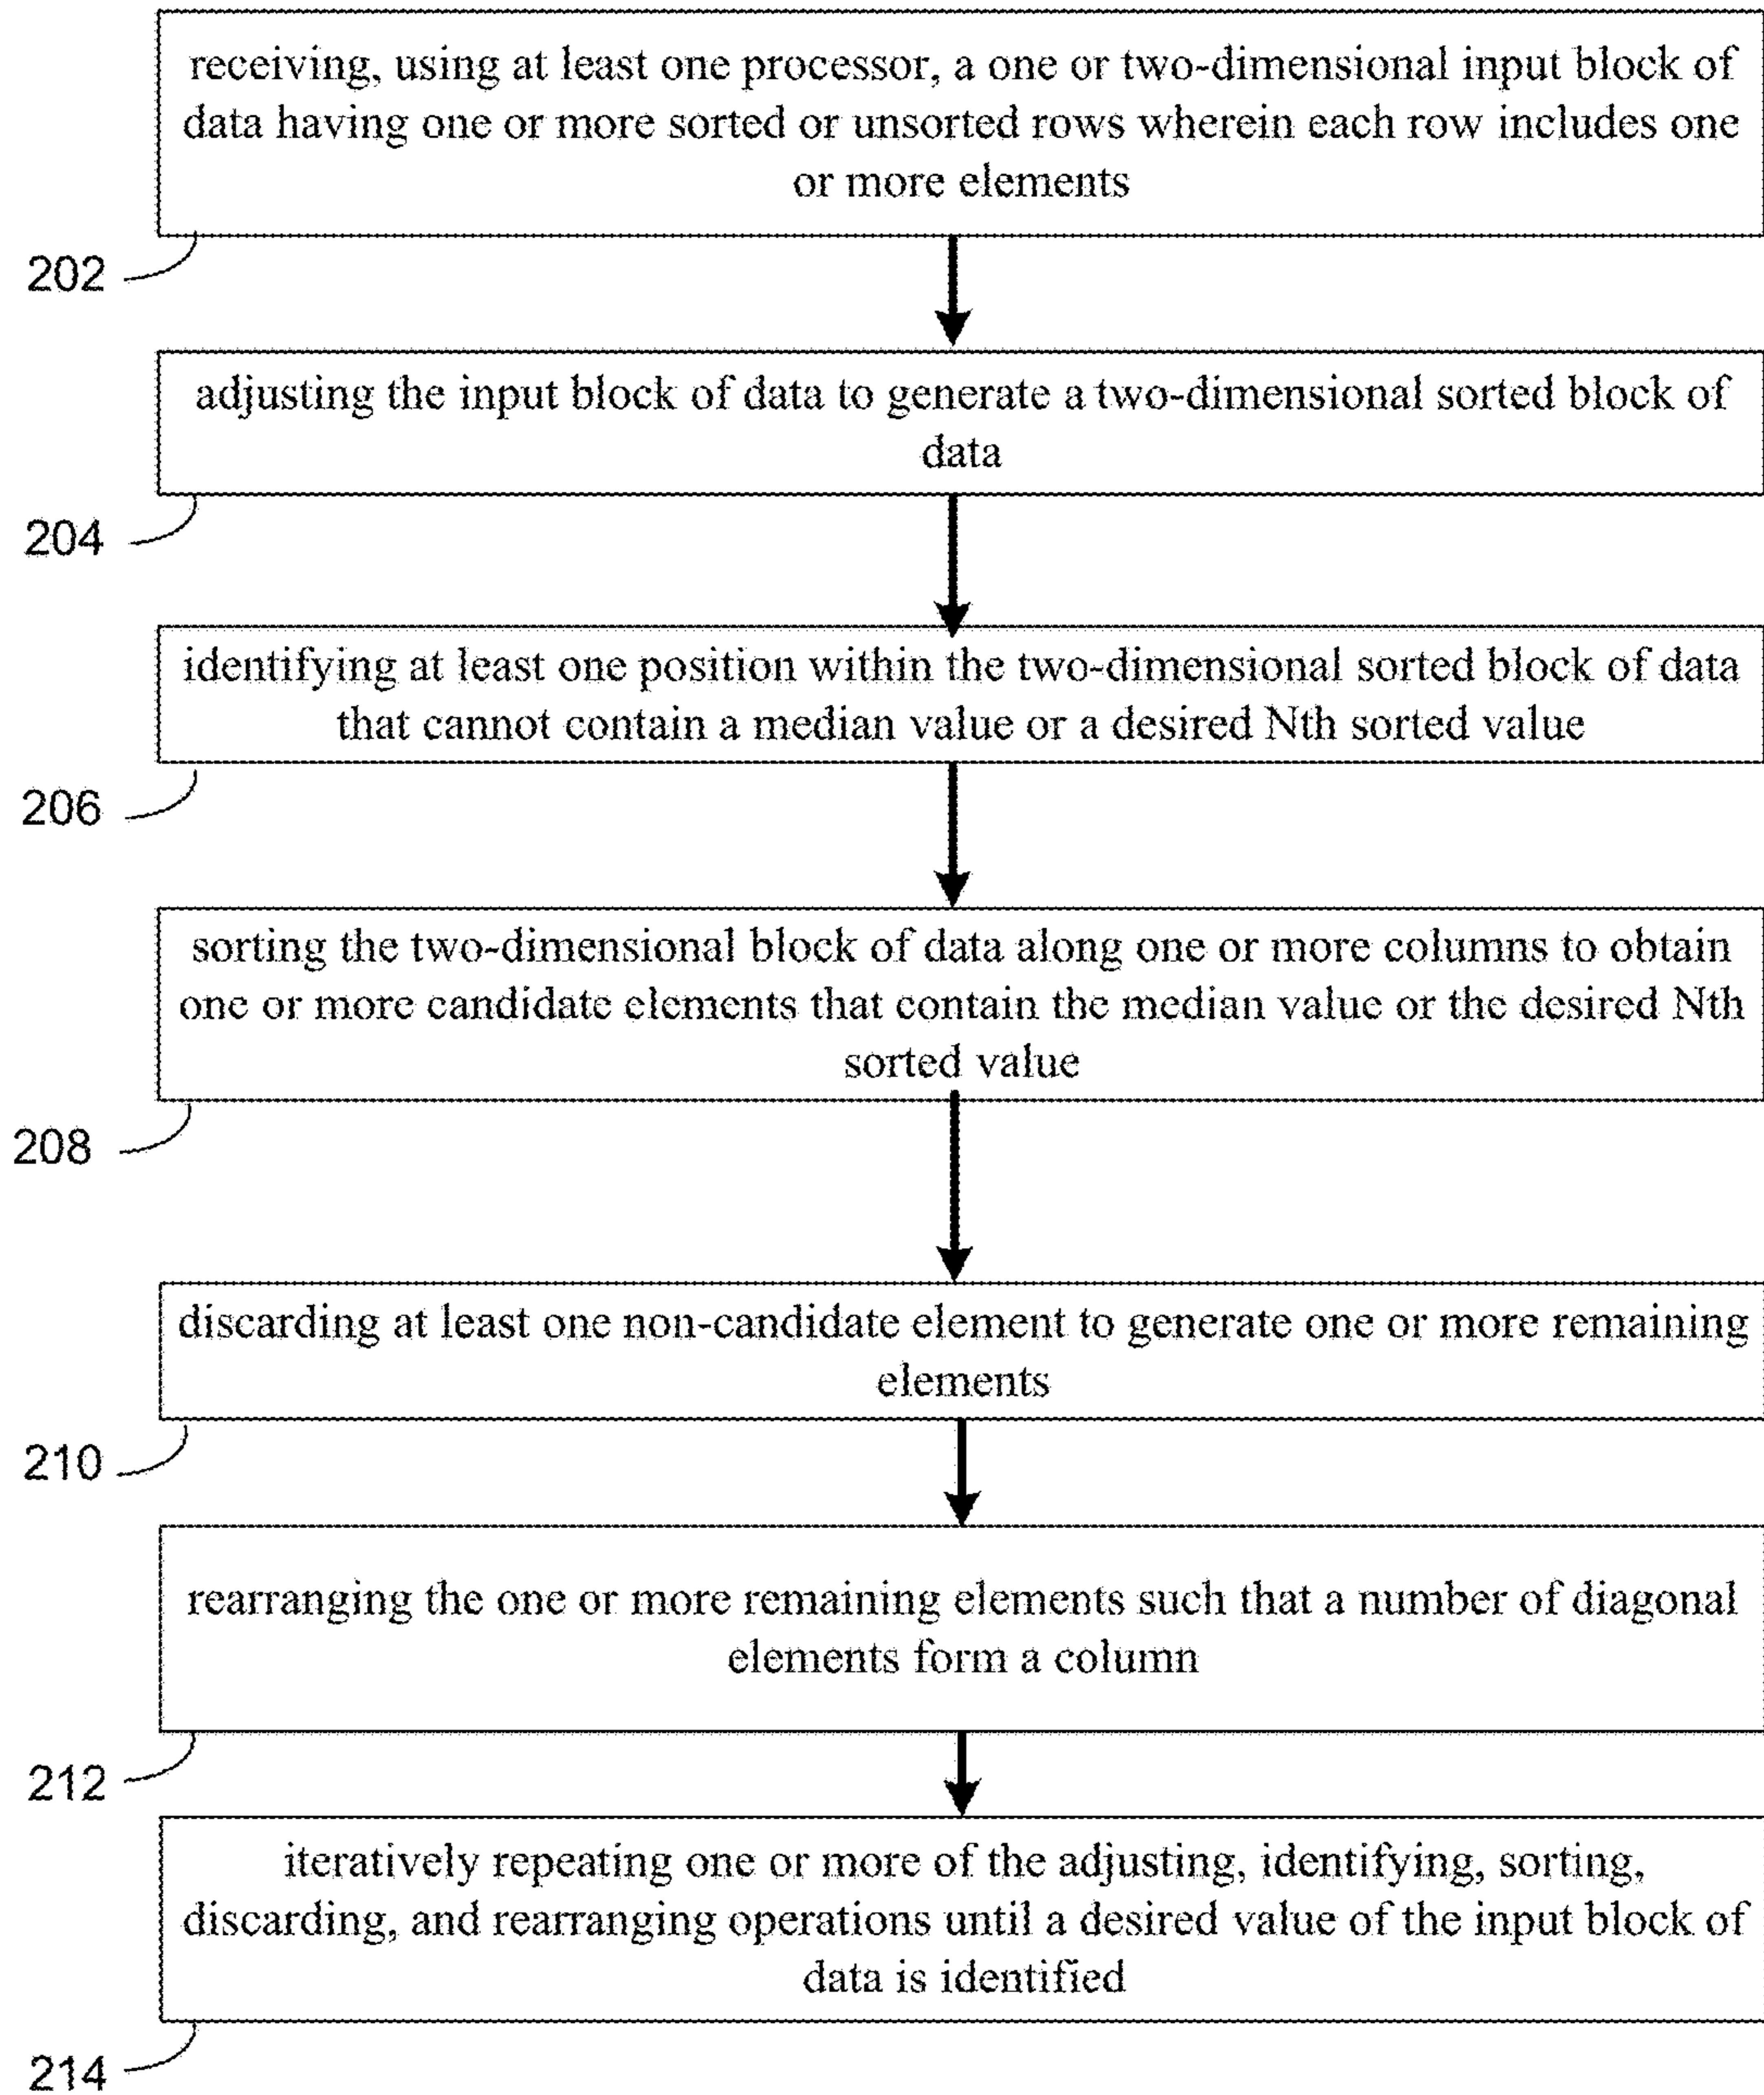 receiving, using at least one processor, a one or two-dimensional input block of
data having one or more sorted or unsorted rows wherein each row includes one
or more elements
202
adjusting the input block of data to generate a two-dimensional sorted block of
data
204
identifying at least one position within the two-dimensional sorted block of data
that cannot contain a median value or a desired Nth sorted value
206
sorting the two-dimensional block of data along one or more columns to obtain
one or more candidate elements that contain the median value or the desired Nth
sorted value
208
discarding at least one non-candidate element to generate one or more remaining
elements
210
rearranging the one or more remaining elements such that a number of diagonal
elements form a column
212
iteratively repeating one or more of the adjusting, identifying, sorting,
discarding, and rearranging operations until a desired value of the input block of
data is identified
214